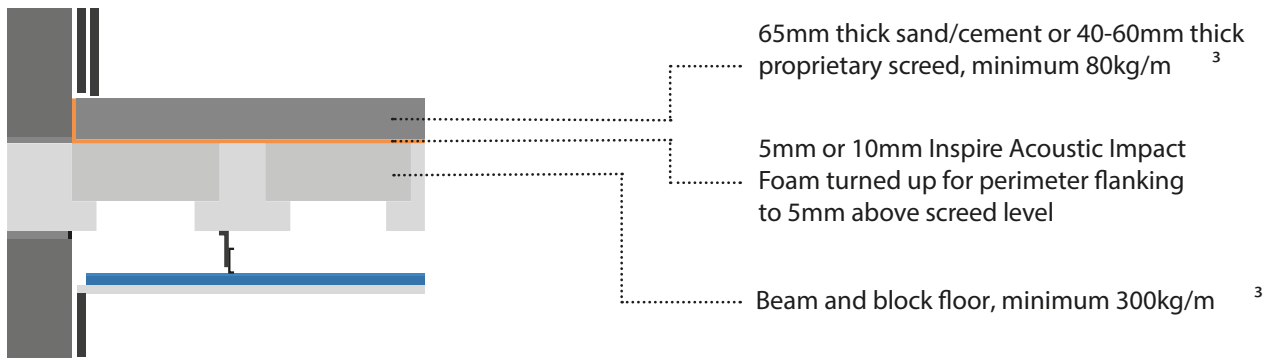 65mm thick sand/cement or 40-60mm thick
proprietary screed, minimum 80kg/m ³
5mm or 10mm Inspire Acoustic Impact
Foam turned up for perimeter flanking
to 5mm above screed level
Beam and block floor, minimum 300kg/m ³